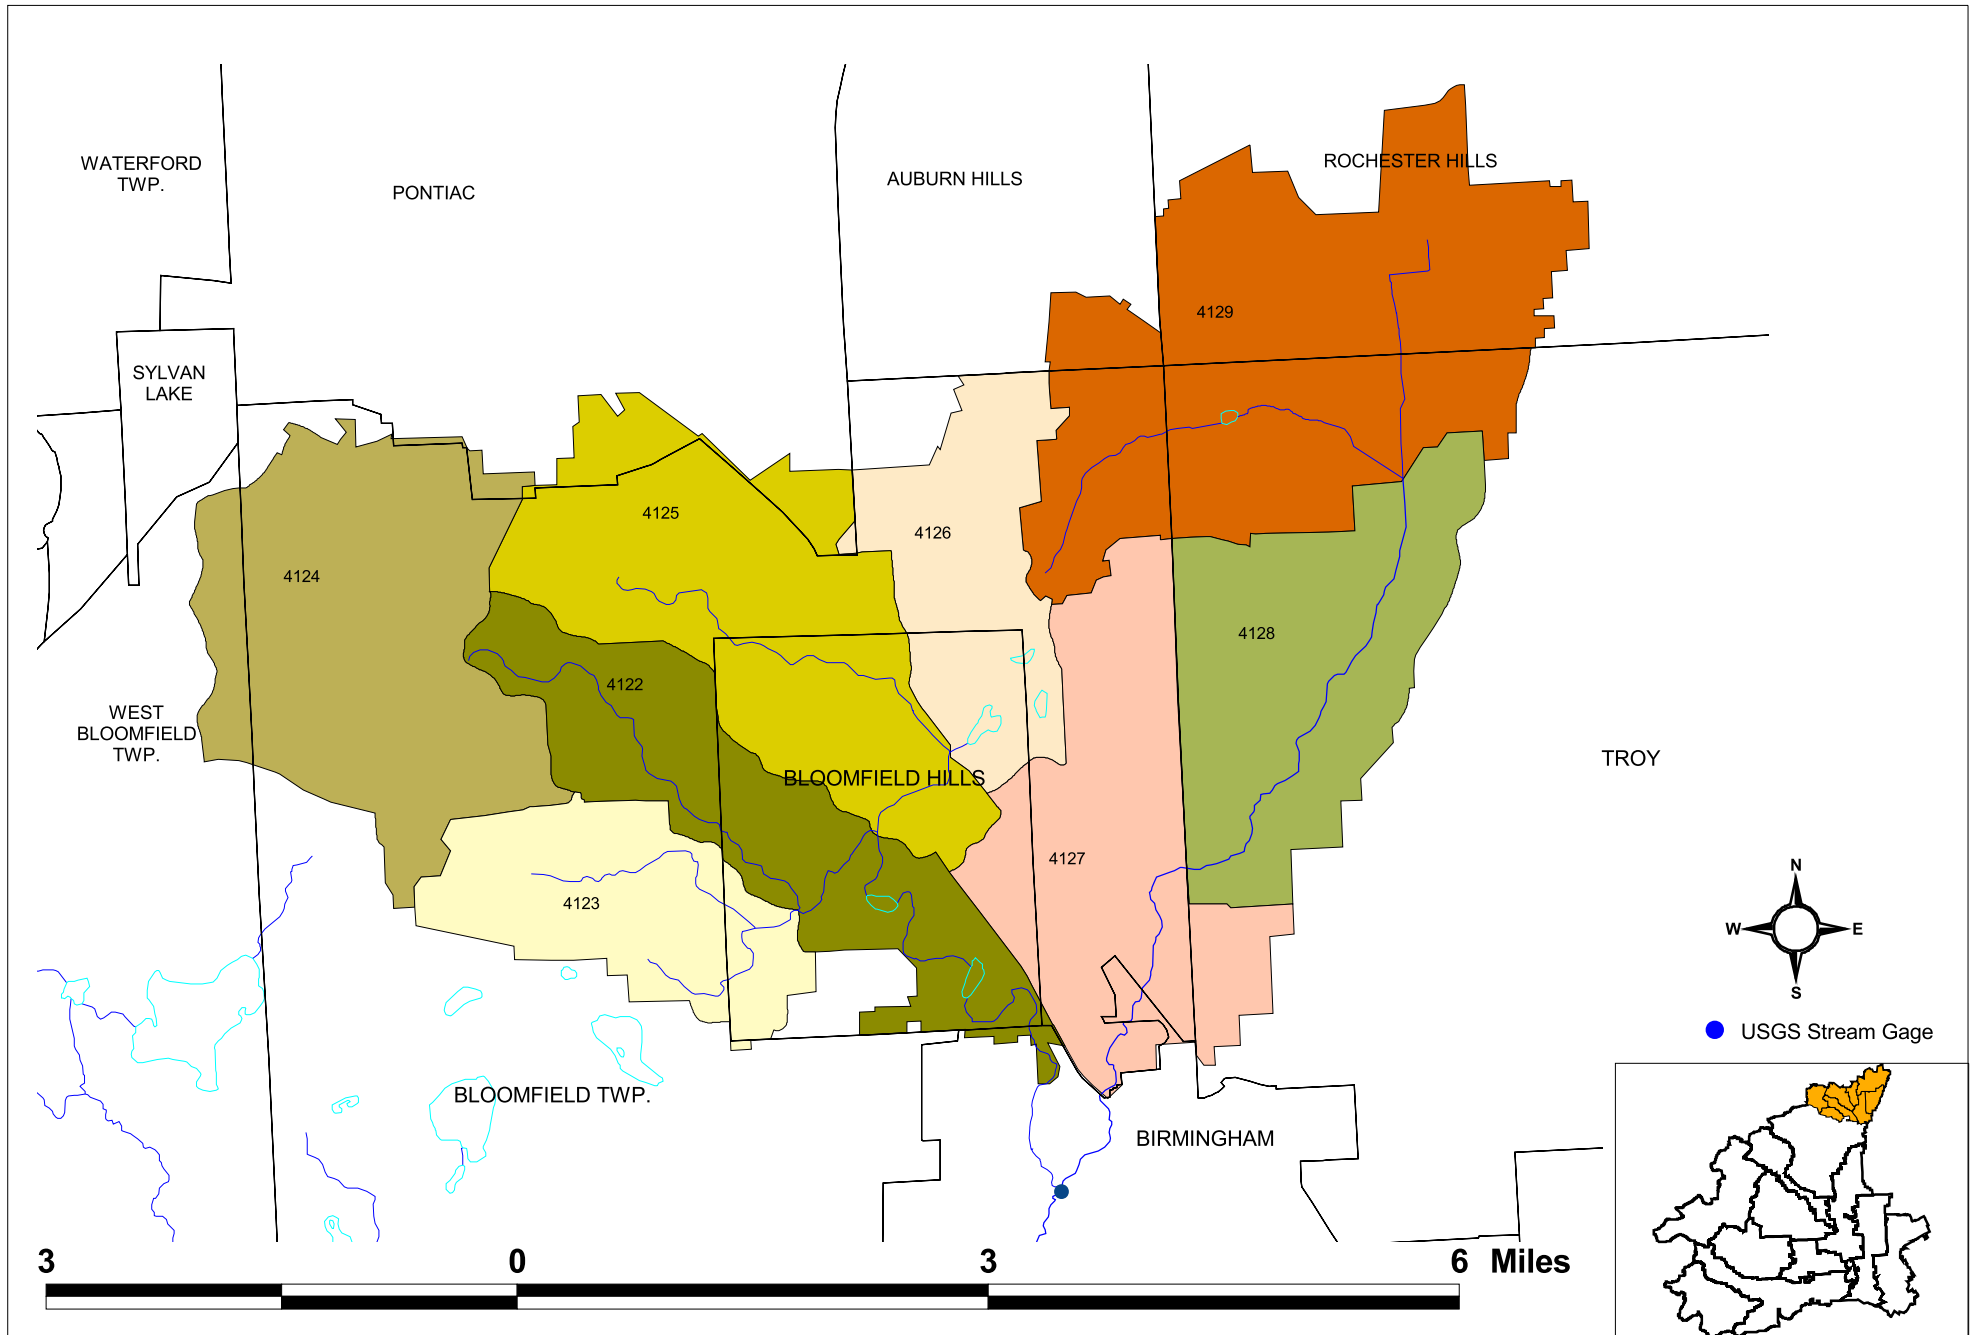 WATERFORD
TWP.
PONTIAC
AUBURN HILLS
ROCHESTER HILLS
4129
SYLVAN
LAKE
4125
4126
4124
4128
4122
WEST
BLOOMFIELD
TWP.
TROY
BLOOMFIELD HILLS
4127
4123
N
W
E
S
USGS Stream Gage
BLOOMFIELD TWP.
BIRMINGHAM
3 0 3 6 Miles